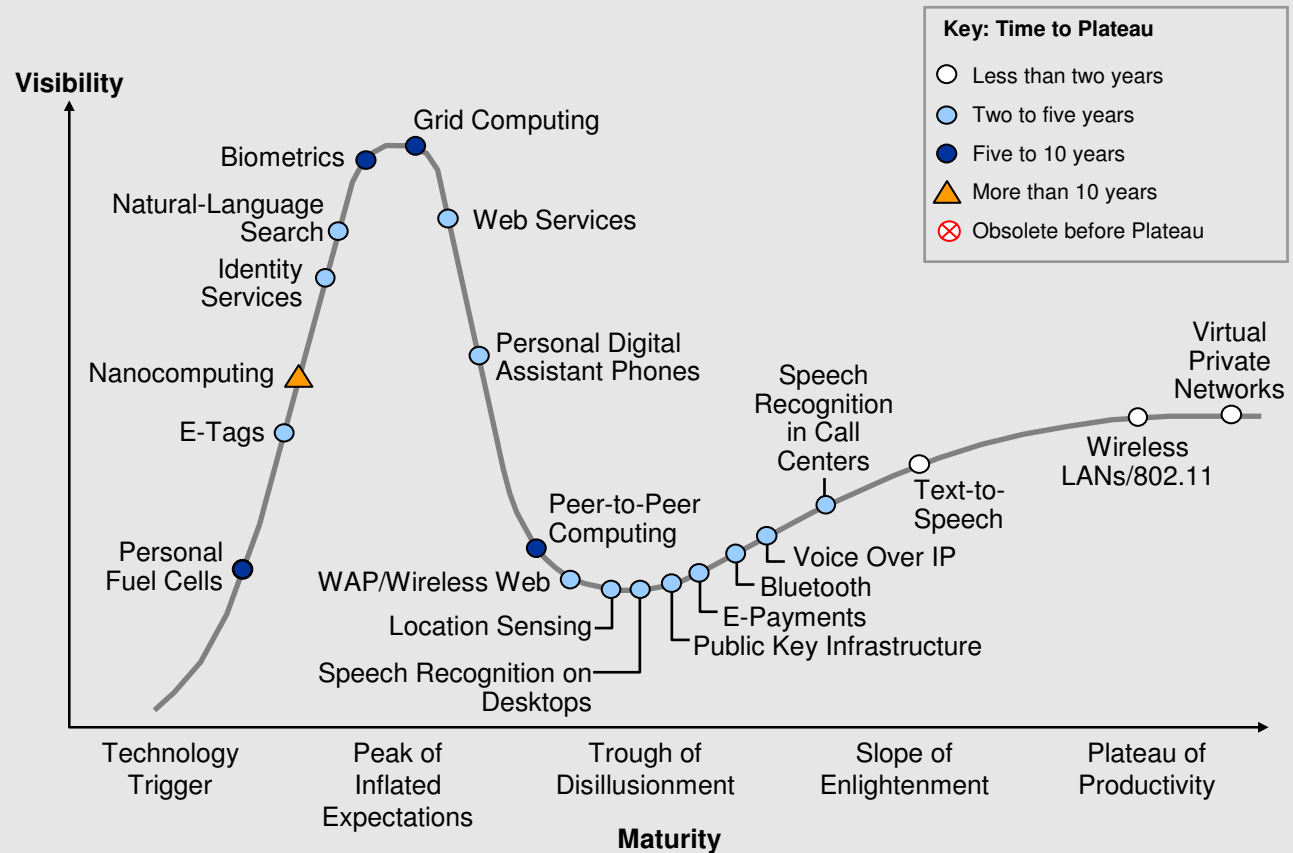 Key: Time to Plateau
Less than two years
Two to five years
Five to 10 years
More than 10 years
Obsolete before Plateau
Visibility
Grid Computing
Biometrics
Natural-Language
Search
Web Services
Identity
Services
Nanocomputing
Personal Digital
Assistant Phones
E-Tags
Personal
Fuel Cells
Peer-to-Peer
Computing
WAP/Wireless Web
Location Sensing
Speech Recognition on
Desktops
Public Key Infrastructure
E-Payments
Bluetooth
Voice Over IP
Speech
Recognition
in Call
Centers
Text-to-
Speech
Wireless
LANs/802.11
Virtual
Private
Networks
Technology
Trigger
Peak of
Inflated
Expectations
Trough of
Disillusionment
Slope of
Enlightenment
Plateau of
Productivity
Maturity